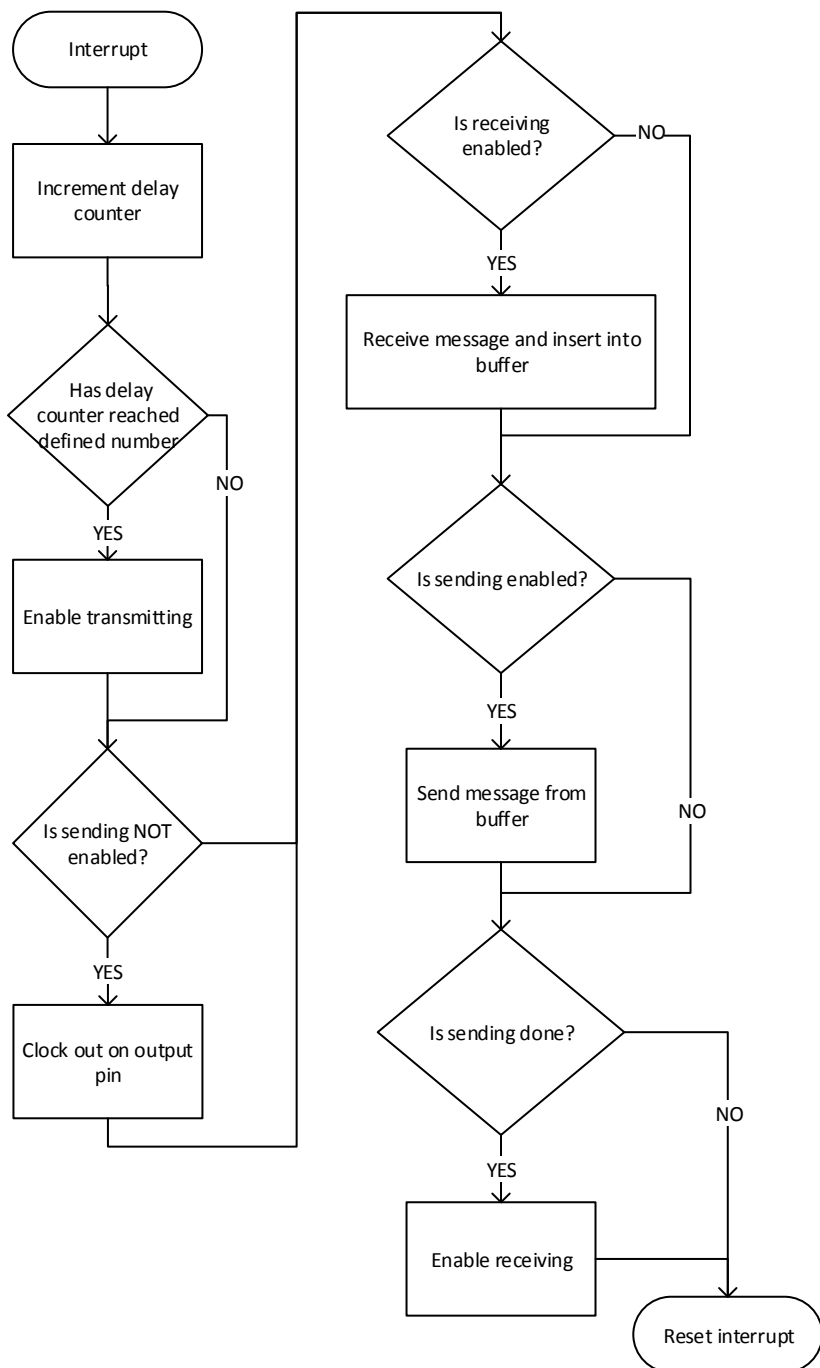 Interrupt
Increment delay
counter
Has delay
counter reached
defined number
NO
YES
Enable transmitting
Is sending NOT
enabled?
YES
Clock out on output
pin
Is receiving
enabled?
NO
YES
Receive message and insert into
buffer
Is sending enabled?
YES
Send message from
buffer
NO
Is sending done?
NO
YES
Enable receiving
Reset interrupt